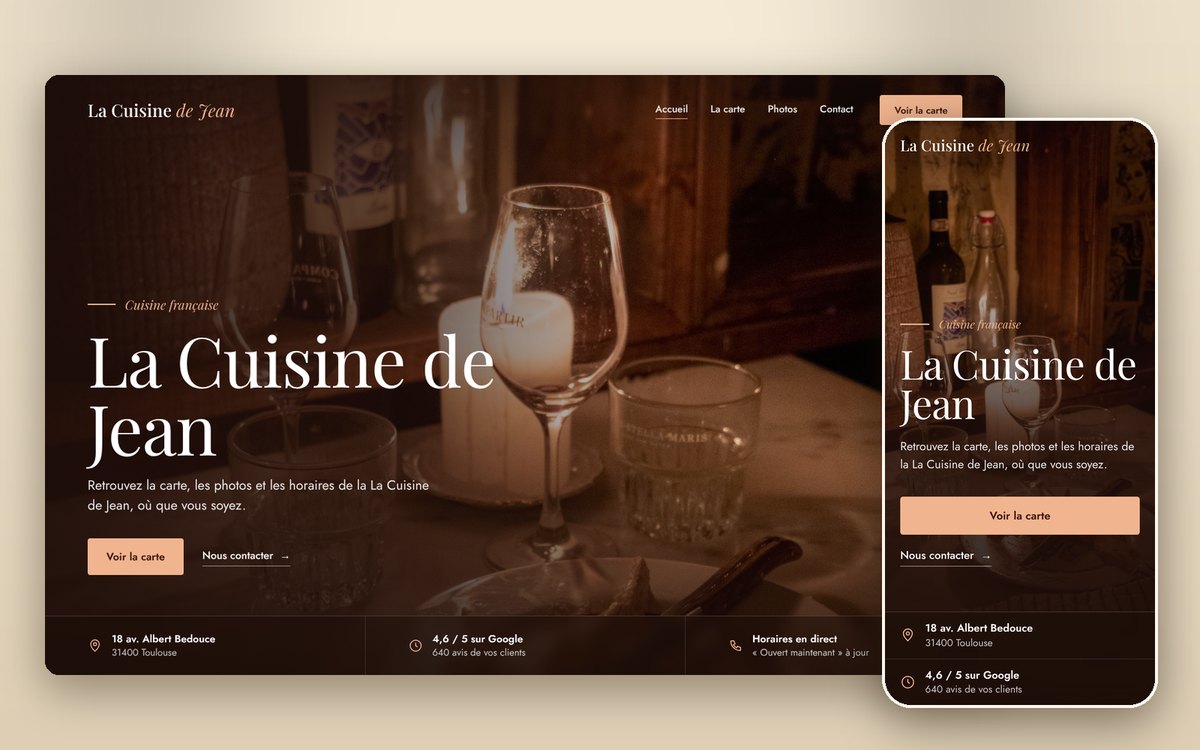 La Cuisine de Jean
Accueil
La carte
Photos
Contact
Voir la carte
Cuisine française
La Cuisine de
Jean
Retrouvez la carte, les photos et les horaires de la La Cuisine
de Jean, où que vous soyez.
Voir la carte
Nous contacter →
18 av. Albert Bedouce
31400 Toulouse
4,6 / 5 sur Google
640 avis de vos clients
Horaires en direct
« Ouvert maintenant » à jour
STELLA MARIS
La Cuisine de Jean
Cuisine française
La Cuisine de
Jean
Retrouvez la carte, les photos et les horaires de
la La Cuisine de Jean, où que vous soyez.
Voir la carte
Nous contacter →
18 av. Albert Bedouce
31400 Toulouse
4,6 / 5 sur Google
640 avis de vos clients